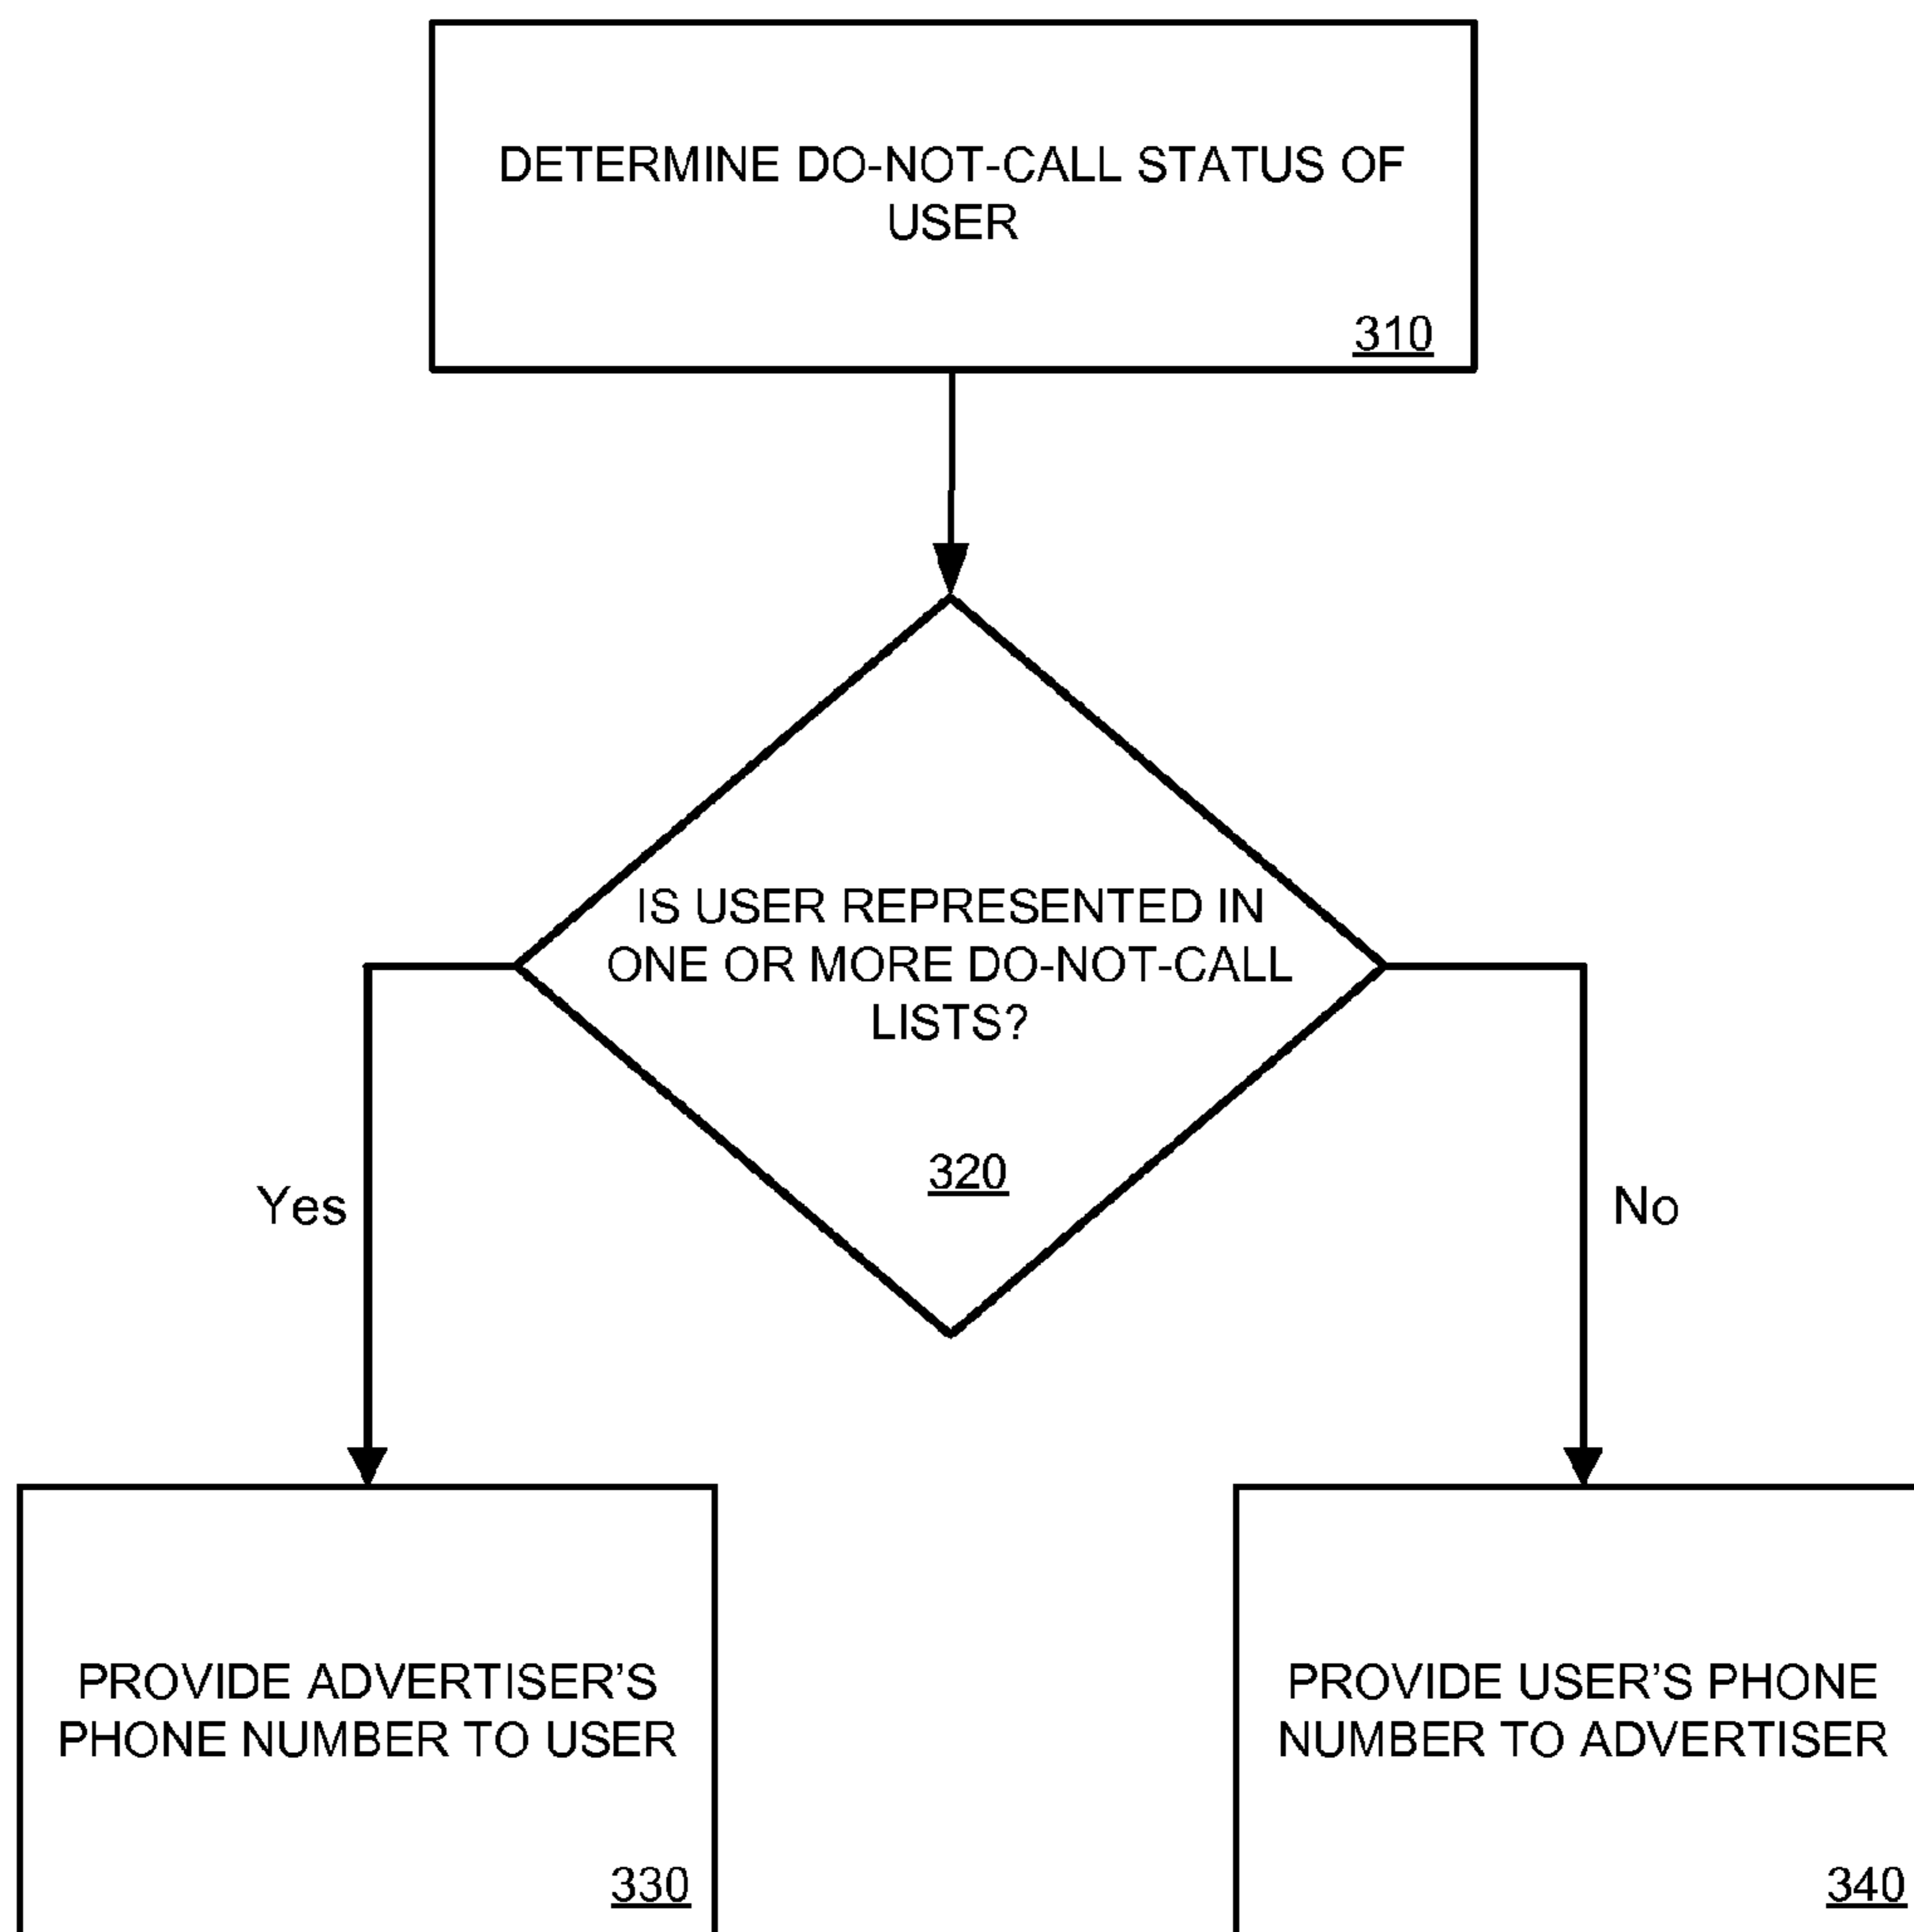 DETERMINE DO-NOT-CALL STATUS OF
USER
310
IS USER REPRESENTED IN
ONE OR MORE DO-NOT-CALL
LISTS?
320
Yes
No
PROVIDE ADVERTISER’S
PHONE NUMBER TO USER
330
PROVIDE USER’S PHONE
NUMBER TO ADVERTISER
340